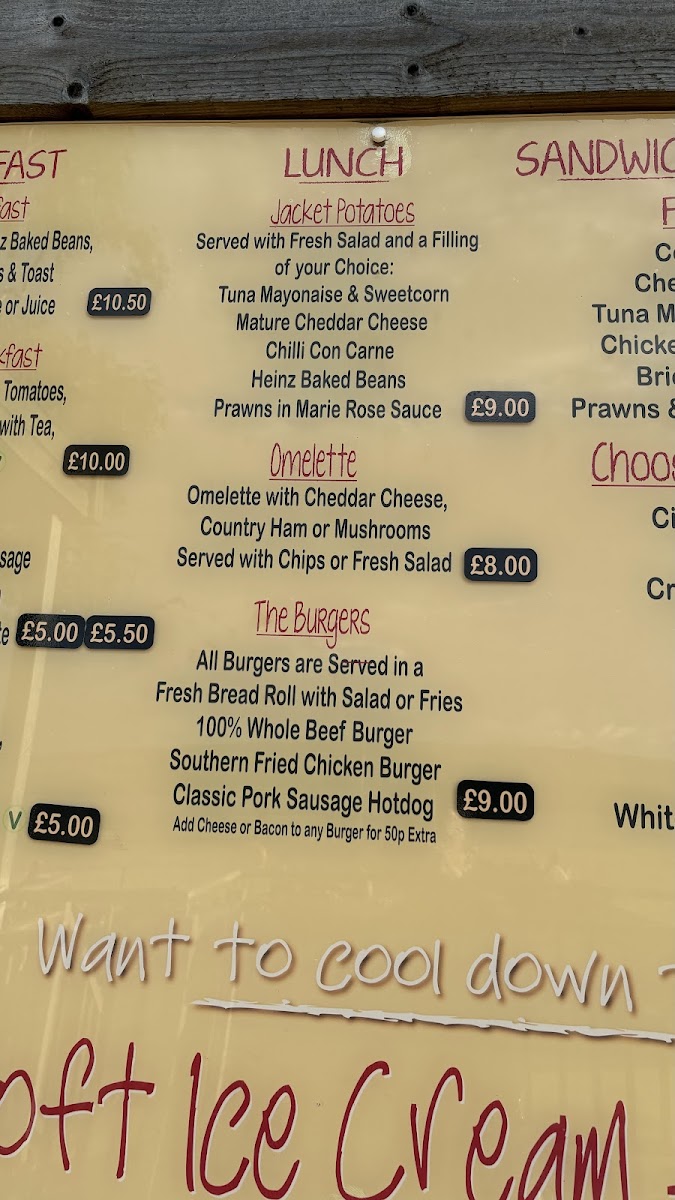 FAST
fast
z Baked Beans,
s & Toast
e or Juice £10.50
kfast
Tomatoes,
with Tea,
£10.00
sage
te £5.00 £5.50
V £5.00
LUNCH
Jacket Potatoes
Served with Fresh Salad and a Filling
of your Choice:
Tuna Mayonaise & Sweetcorn
Mature Cheddar Cheese
Chilli Con Carne
Heinz Baked Beans
Prawns in Marie Rose Sauce £9.00
Omelette
Omelette with Cheddar Cheese,
Country Ham or Mushrooms
Served with Chips or Fresh Salad £8.00
The Burgers
All Burgers are Served in a
Fresh Bread Roll with Salad or Fries
100% Whole Beef Burger
Southern Fried Chicken Burger
Classic Pork Sausage Hotdog £9.00
Add Cheese or Bacon to any Burger for 50p Extra
SANDWIC
F
Co
Che
Tuna M
Chicke
Brie
Prawns &
Choos
Ci
Cr
Whit
Want to cool down ?
oft Ice Cream